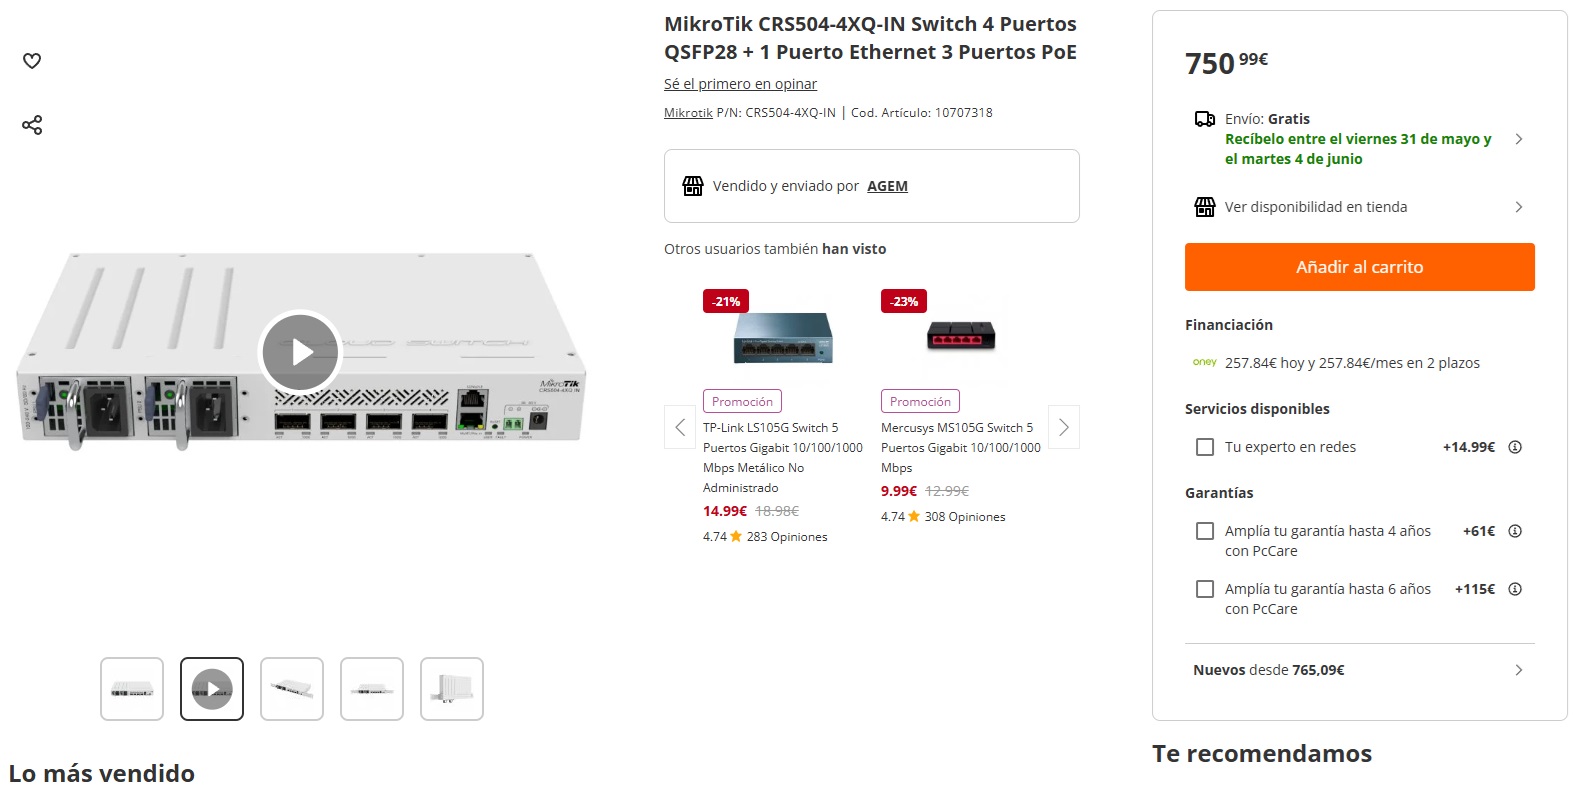 MikroTik CRS504-4XQ-IN Switch 4 Puertos
QSFP28 + 1 Puerto Ethernet 3 Puertos PoE
Sé el primero en opinar
Mikrotik P/N: CRS504-4XQ-IN | Cod. Artículo: 10707318
Vendido y enviado por AGEM
Otros usuarios también han visto
-21%
Promoción
TP-Link LS105G Switch 5
Puertos Gigabit 10/100/1000
Mbps Metálico No
Administrado
14.99€ 18.98€
4.74 283 Opiniones
-23%
Promoción
Mercusys MS105G Switch 5
Puertos Gigabit 10/100/1000
Mbps
9.99€ 12.99€
4.74 308 Opiniones
CLOUD SWITCH
MikroTik
CRS504-4XQ IN
750 99€
Envío: Gratis
Recíbelo entre el viernes 31 de mayo y
el martes 4 de junio
Ver disponibilidad en tienda
Añadir al carrito
Financiación
oney 257.84€ hoy y 257.84€/mes en 2 plazos
Servicios disponibles
Tu experto en redes +14.99€
Garantías
Amplía tu garantía hasta 4 años +61€
con PcCare
Amplía tu garantía hasta 6 años +115€
con PcCare
Nuevos desde 765,09€
Te recomendamos
Lo más vendido